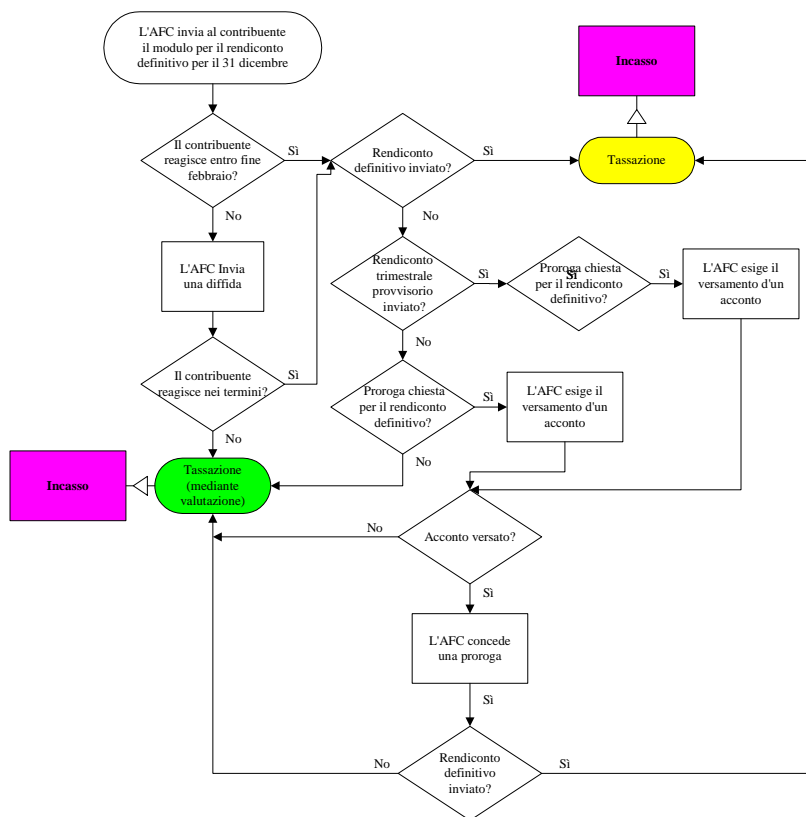 L'AFC invia al contribuente
il modulo per il rendiconto
definitivo per il 31 dicembre
Incasso
Il contribuente
reagisce entro fine
febbraio?
Sì
Rendiconto
definitivo inviato?
Sì
Tassazione
No
No
L'AFC Invia
una diffida
Rendiconto
trimestrale
provvisorio
inviato?
Sì
Proroga chiesta
Sì
per il rendiconto
definitivo?
Sì
L'AFC esige il
versamento d'un
acconto
No
Il contribuente
reagisce nei termini?
Sì
Proroga chiesta
per il rendiconto
definitivo?
Sì
L'AFC esige il
versamento d'un
acconto
No
No
Incasso
Tassazione
(mediante
valutazione)
No
Acconto versato?
Sì
L'AFC concede
una proroga
Sì
No
Rendiconto
definitivo
inviato?
Sì